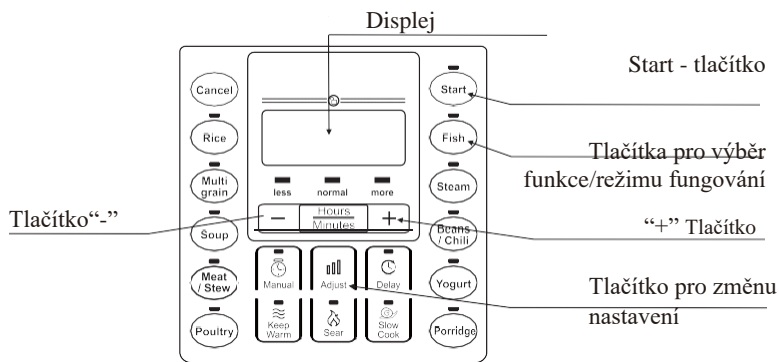 Displej
Start - tlačítko
Cancel
Start
Rice
Fish
Tlačítka pro výběr
funkce/režimu fungování
Multi
grain
Steam
less normal more
Tlačítko“-”
− Hours
Minutes +
“+” Tlačítko
Soup
Beans
/ Chili
Manual
Adjust
Delay
Meat
/ Stew
Yogurt
Tlačítko pro změnu
nastavení
Keep
Warm
Sear
Slow
Cook
Poultry
Porridge